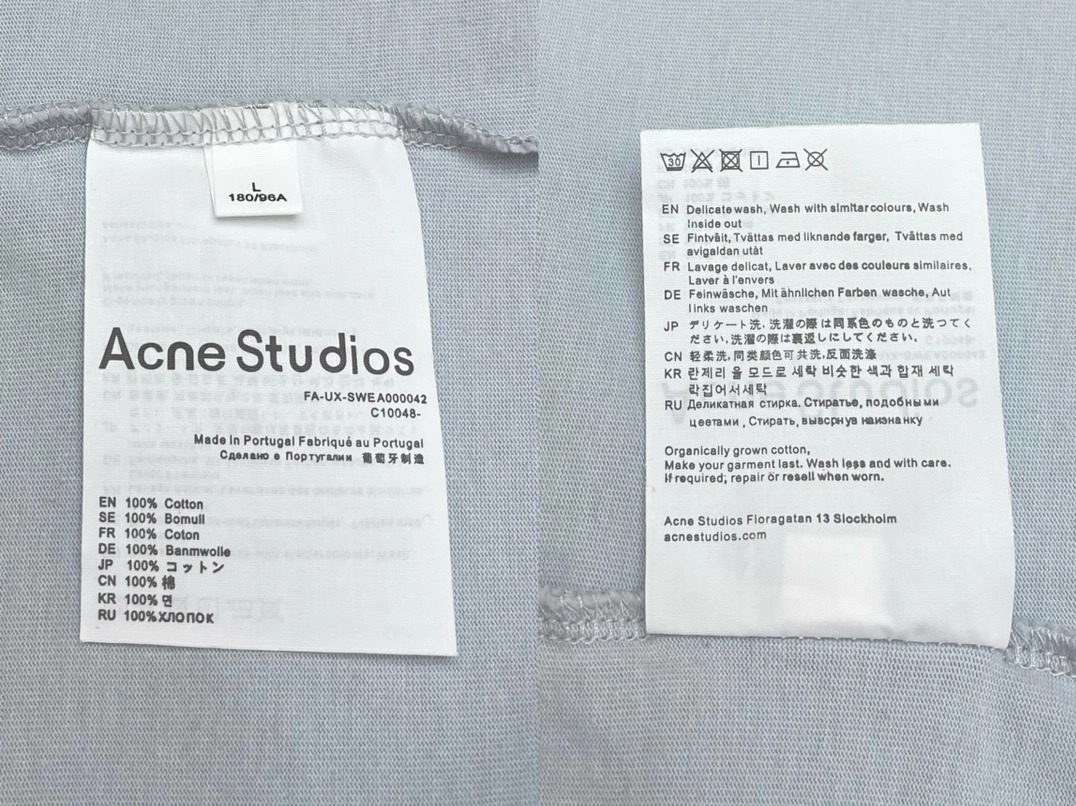 L
180/96A
Acne Studios
FA-UX-SWEA000042
C10048-
Made in Portugal Fabriqué au Portugal
Сделано в Португалии 葡萄牙制造
EN 100% Cotton
SE 100% Bomull
FR 100% Coton
DE 100% Banmwolle
JP 100% コットン
CN 100% 棉
KR 100% 면
RU 100% ХЛОПОК
30
EN Delicate wash, Wash with simltar colours, Wash
Inside out
SE Fintvåit, Tvättas med liknande farger, Tvättas med
avigaldan utåt
FR Lavage delicat, Laver avec des couleurs similaires,
Laver à l'envers
DE Feinwäsche, Mit ähnlichen Farben wasche, Aut
links waschen
JP デリケート洗, 洗濯の際は同系色のものと洗つてく
ださい, 洗濯の際は裏返しにしてください.
CN 轻柔洗, 同类颜色可共洗, 反面洗涤
KR 란제리 을 모드로 세탁 비슷한 색과 합재 세탁
락집어서세탁
RU Деликатная стирка, Стиратье, подобными
цветами, Стирать, вывсрнув наизнанку
Organically grown cotton,
Make your garment last. Wash less and with care.
If required; repair or resell when worn.
Acne Studios Floragatan 13 Slockholm
acnestudios.com